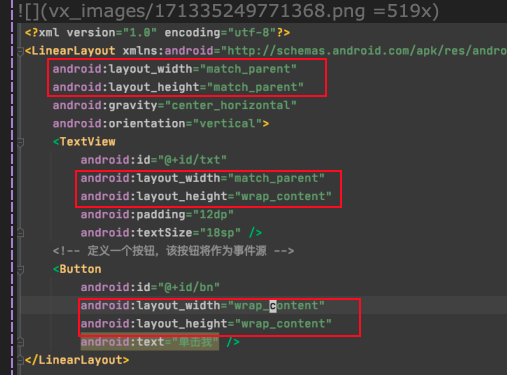 ![](vx_images/171335249771368.png =519x)
<?xml version="1.0" encoding="utf-8"?>
<LinearLayout xmlns:android="http://schemas.android.com/apk/res/andro
android:layout_width="match_parent"
android:layout_height="match_parent"
android:gravity="center_horizontal"
android:orientation="vertical">
<TextView
android:id="@+id/txt"
android:layout_width="match_parent"
android:layout_height="wrap_content"
android:padding="12dp"
android:textSize="18sp" />
<!-- 定义一个按钮，该按钮将作为事件源 -->
<Button
android:id="@+id/bn"
android:layout_width="wrap_content"
android:layout_height="wrap_content"
android:text="单击我" />
</LinearLayout>